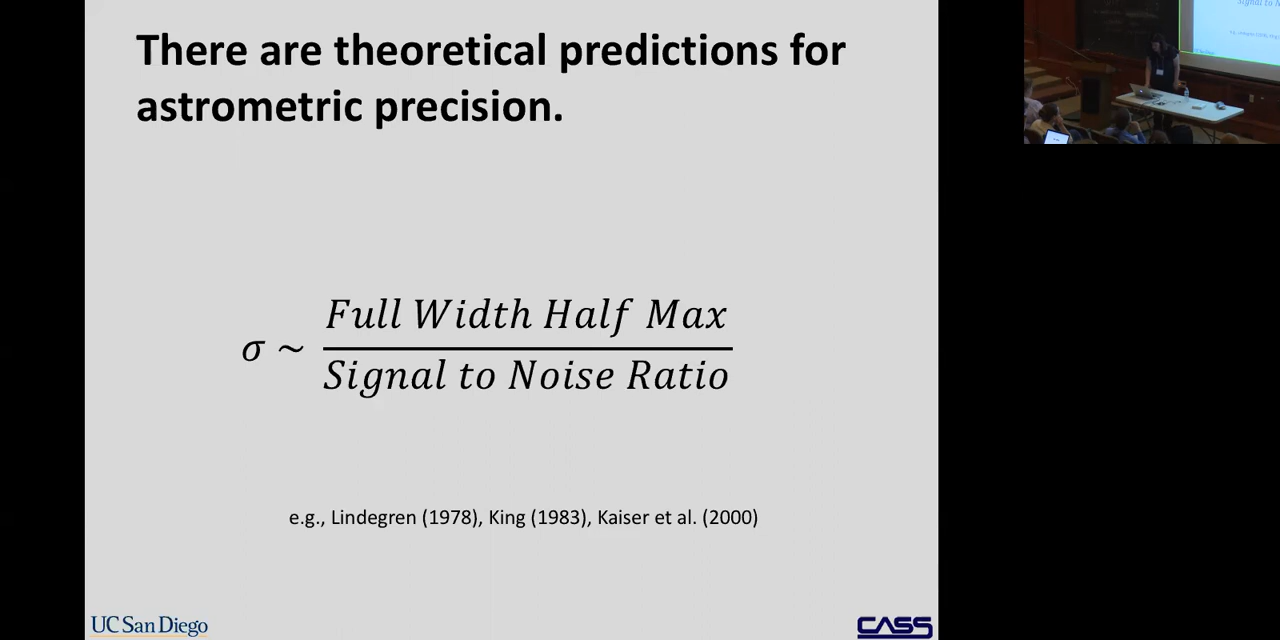 There are theoretical predictions for
astrometric precision.
σ ~ Full Width Half Max
Signal to Noise Ratio
e.g., Lindegren (1978), King (1983), Kaiser et al. (2000)
UC San Diego
CASS